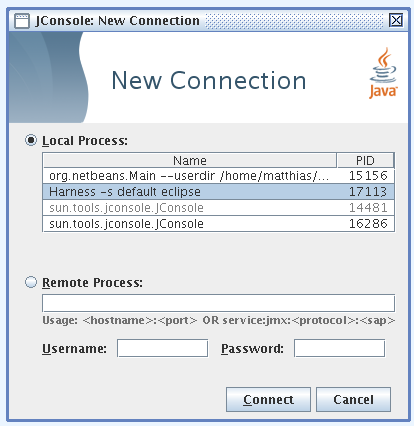 JConsole: New Connection
New Connection
Java
Local Process:
Name PID
org.netbeans.Main --userdir /home/matthias/... 15156
Harness -s default eclipse 17113
sun.tools.jconsole.JConsole 14481
sun.tools.jconsole.JConsole 16286
Remote Process:
Usage: <hostname>:<port> OR service:jmx:<protocol>:<sap>
Username: Password:
Connect Cancel